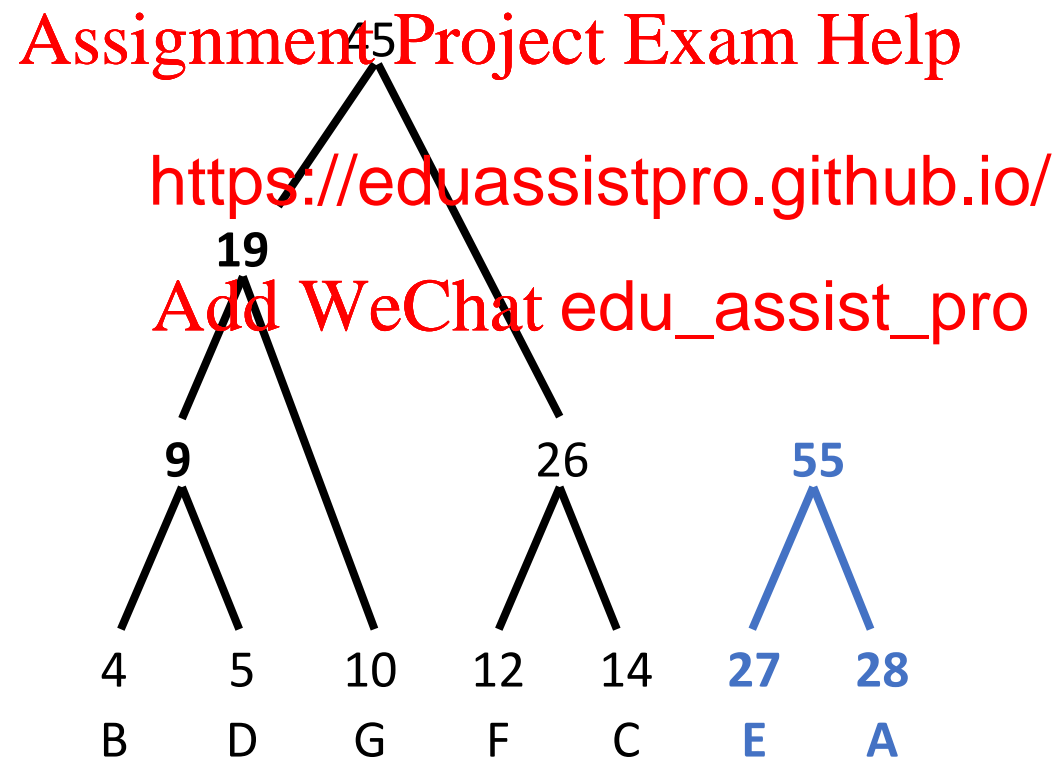 Assignment Project Exam Help
45
https://eduassistpro.github.io/
19
Add WeChat edu_assist_pro
9 26 55
4 5 10 12 14 27 28
B D G F C E A